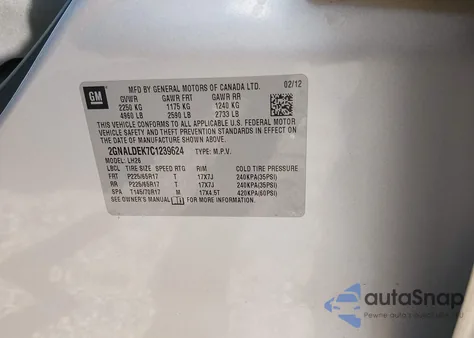 GM
MFD BY GENERAL MOTORS OF CANADA LTD.
02/12
GVWR GAWR FRT GAWR RR
2250 KG 1175 KG 1240 KG
4960 LB 2590 LB 2733 LB
THIS VEHICLE CONFORMS TO ALL APPLICABLE U.S. FEDERAL MOTOR
VEHICLE SAFETY AND THEFT PREVENTION STANDARDS IN EFFECT ON
THE DATE OF MANUFACTURE SHOWN ABOVE.
2GNALDEK7C1239624 TYPE: M.P.V.
MODEL: LH26
LBCL TIRE SIZE SPEED RTG RIM COLD TIRE PRESSURE
FRT P225/65R17 T 17X7J 240KPA(35PSI)
RR P225/65R17 T 17X7J 240KPA(35PSI)
SPA T145/70R17 M 17X4.5T 420KPA(60PSI)
SEE OWNER'S MANUAL FOR MORE INFORMATION.
autoSnap
Pewne auta z